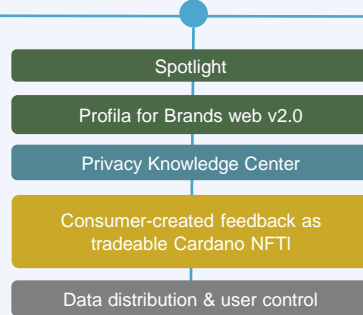 Spotlight
Profila for Brands web v2.0
Privacy Knowledge Center
Consumer-created feedback as
tradeable Cardano NFTl
Data distribution & user control